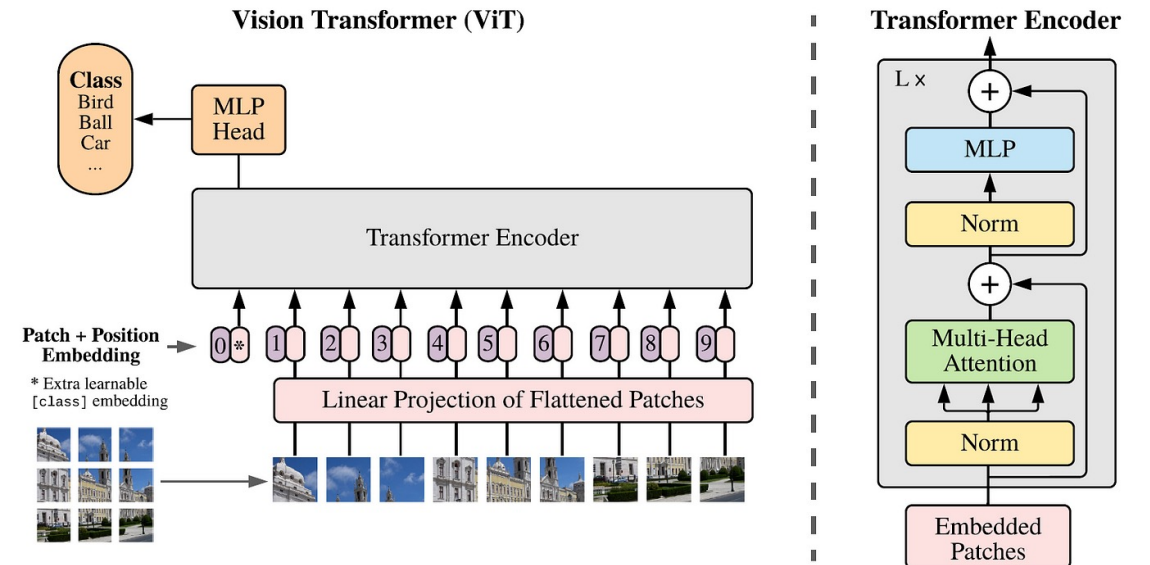 Vision Transformer (ViT)
Class
Bird
Ball
Car
...
MLP
Head
Transformer Encoder
Patch + Position
Embedding
0 * 1 2 3 4 5 6 7 8 9
* Extra learnable
[class] embedding
Linear Projection of Flattened Patches
Transformer Encoder
L ×
+
MLP
Norm
+
Multi-Head
Attention
Norm
Embedded
Patches